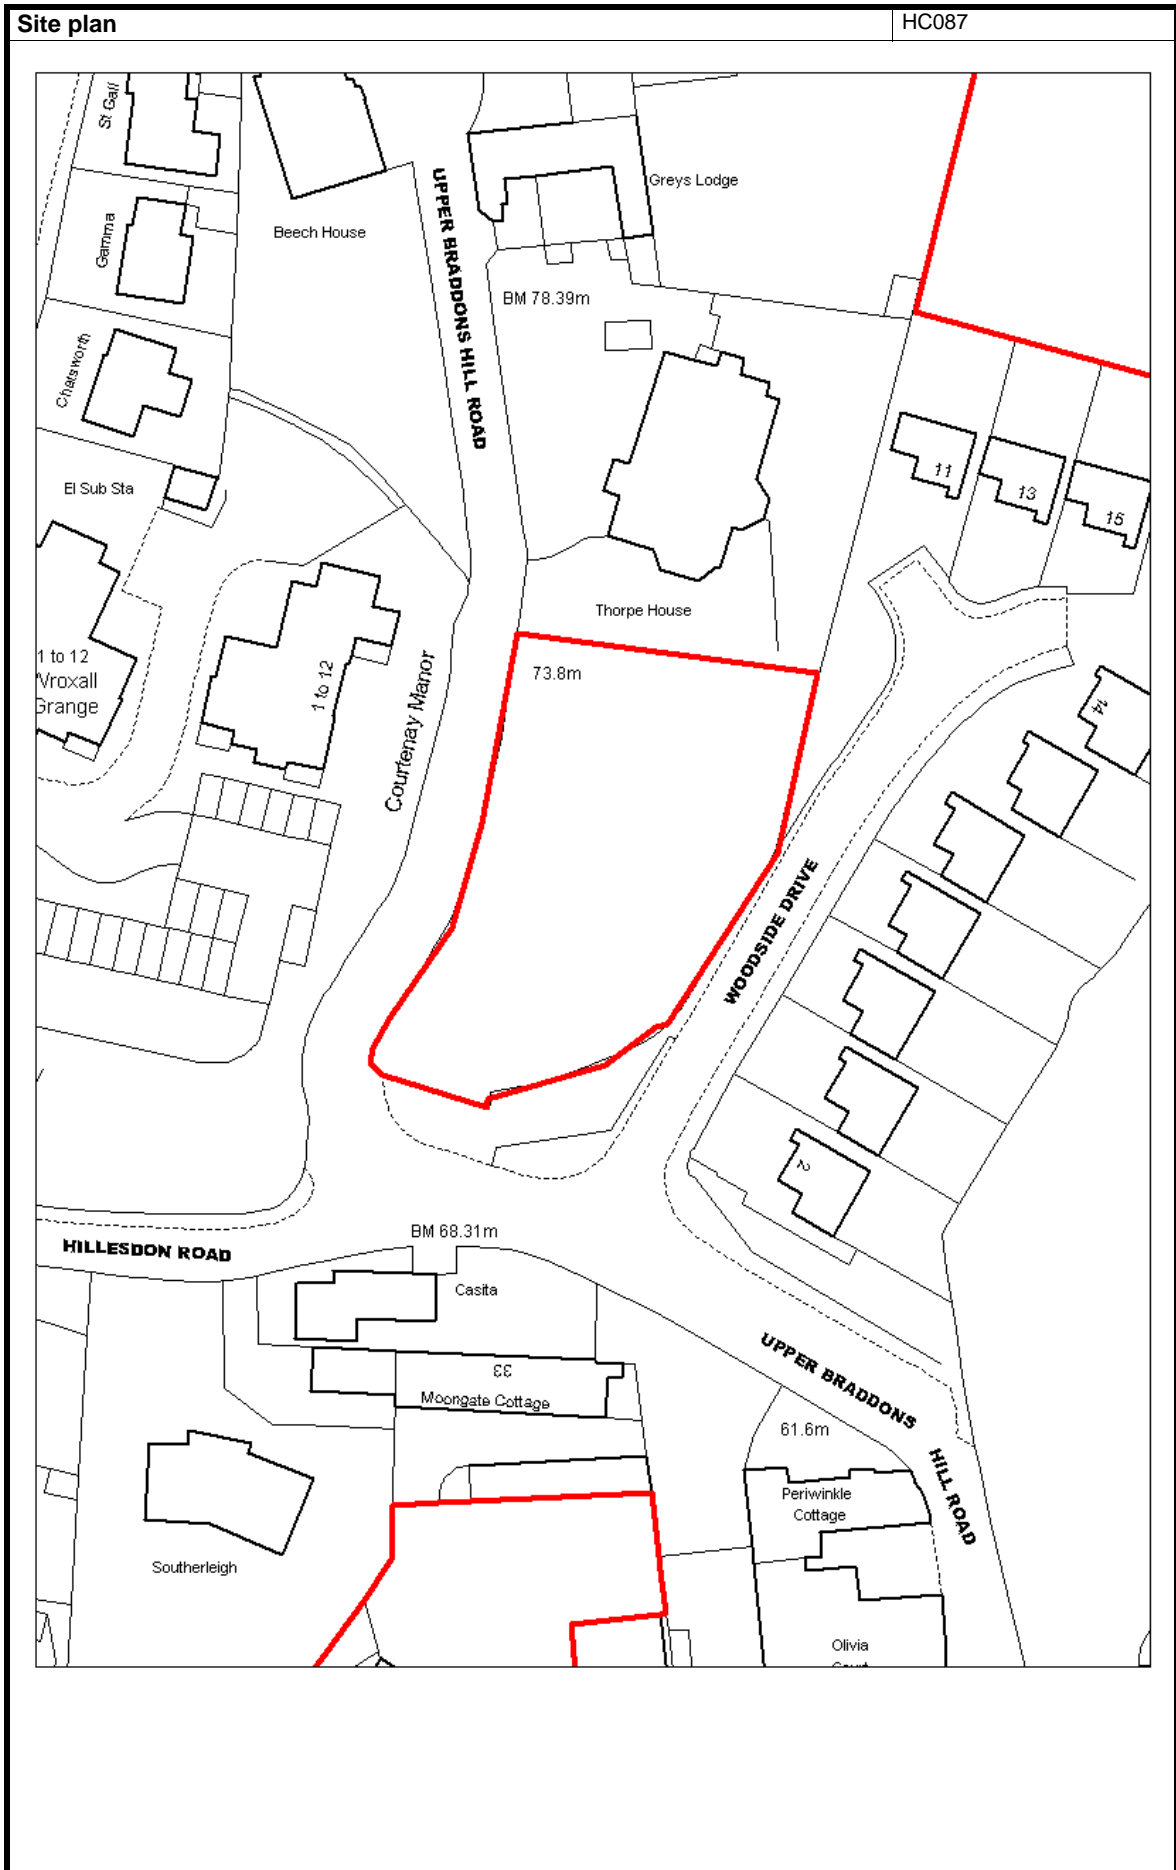 Site plan
HC087
St Gall
Greys Lodge
UPPER BRADDONS HILL ROAD
Gamma
Beech House
BM 78.39m
Chatsworth
11
13
15
El Sub Sta
Thorpe House
1 to 12
Wroxall
Grange
1 to 12
73.8m
Courtenay Manor
14
WOODSIDE DRIVE
2
BM 68.31m
HILLESDON ROAD
Casita
33
Moongate Cottage
UPPER BRADDONS
HILL ROAD
61.6m
Periwinkle
Cottage
Southerleigh
Olivia
Court